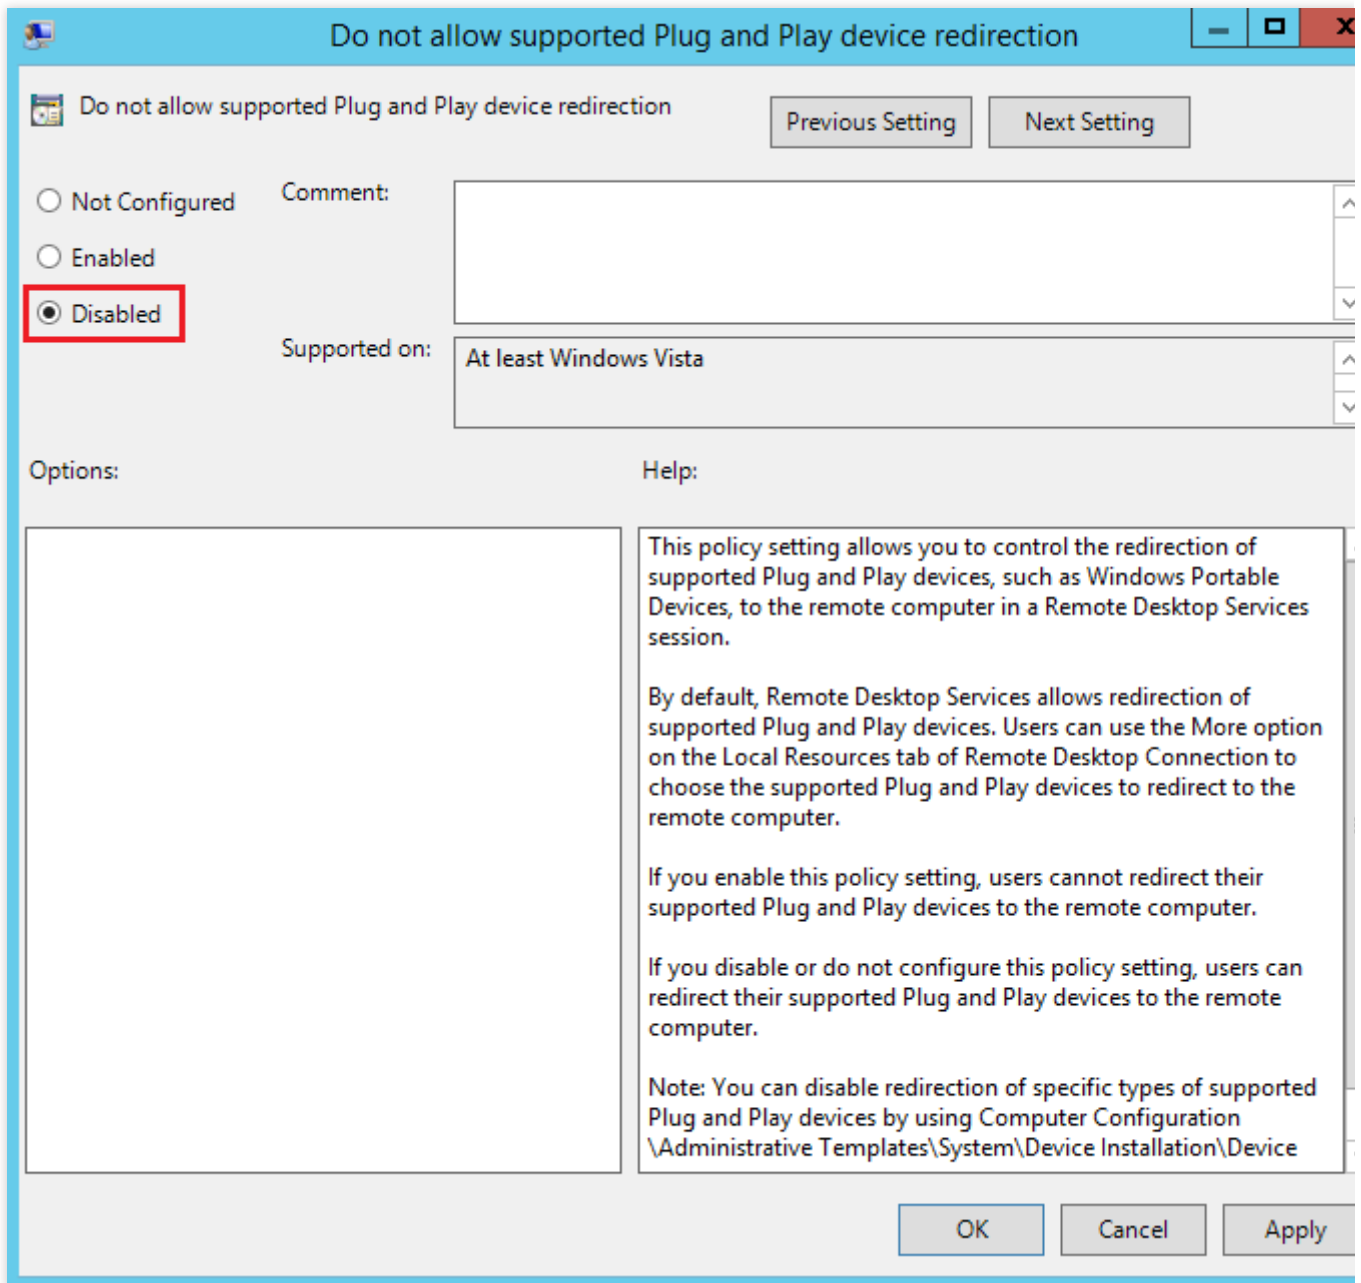 Do not allow supported Plug and Play device redirection
X
Do not allow supported Plug and Play device redirection
Previous Setting
Next Setting
Not Configured
Comment:
Enabled
Disabled
Supported on:
At least Windows Vista
Options:
Help:
This policy setting allows you to control the redirection of
supported Plug and Play devices, such as Windows Portable
Devices, to the remote computer in a Remote Desktop Services
session.
By default, Remote Desktop Services allows redirection of
supported Plug and Play devices. Users can use the More option
on the Local Resources tab of Remote Desktop Connection to
choose the supported Plug and Play devices to redirect to the
remote computer.
If you enable this policy setting, users cannot redirect their
supported Plug and Play devices to the remote computer.
If you disable or do not configure this policy setting, users can
redirect their supported Plug and Play devices to the remote
computer.
Note: You can disable redirection of specific types of supported
Plug and Play devices by using Computer Configuration
\Administrative Templates\System\Device Installation\Device
OK
Cancel
Apply